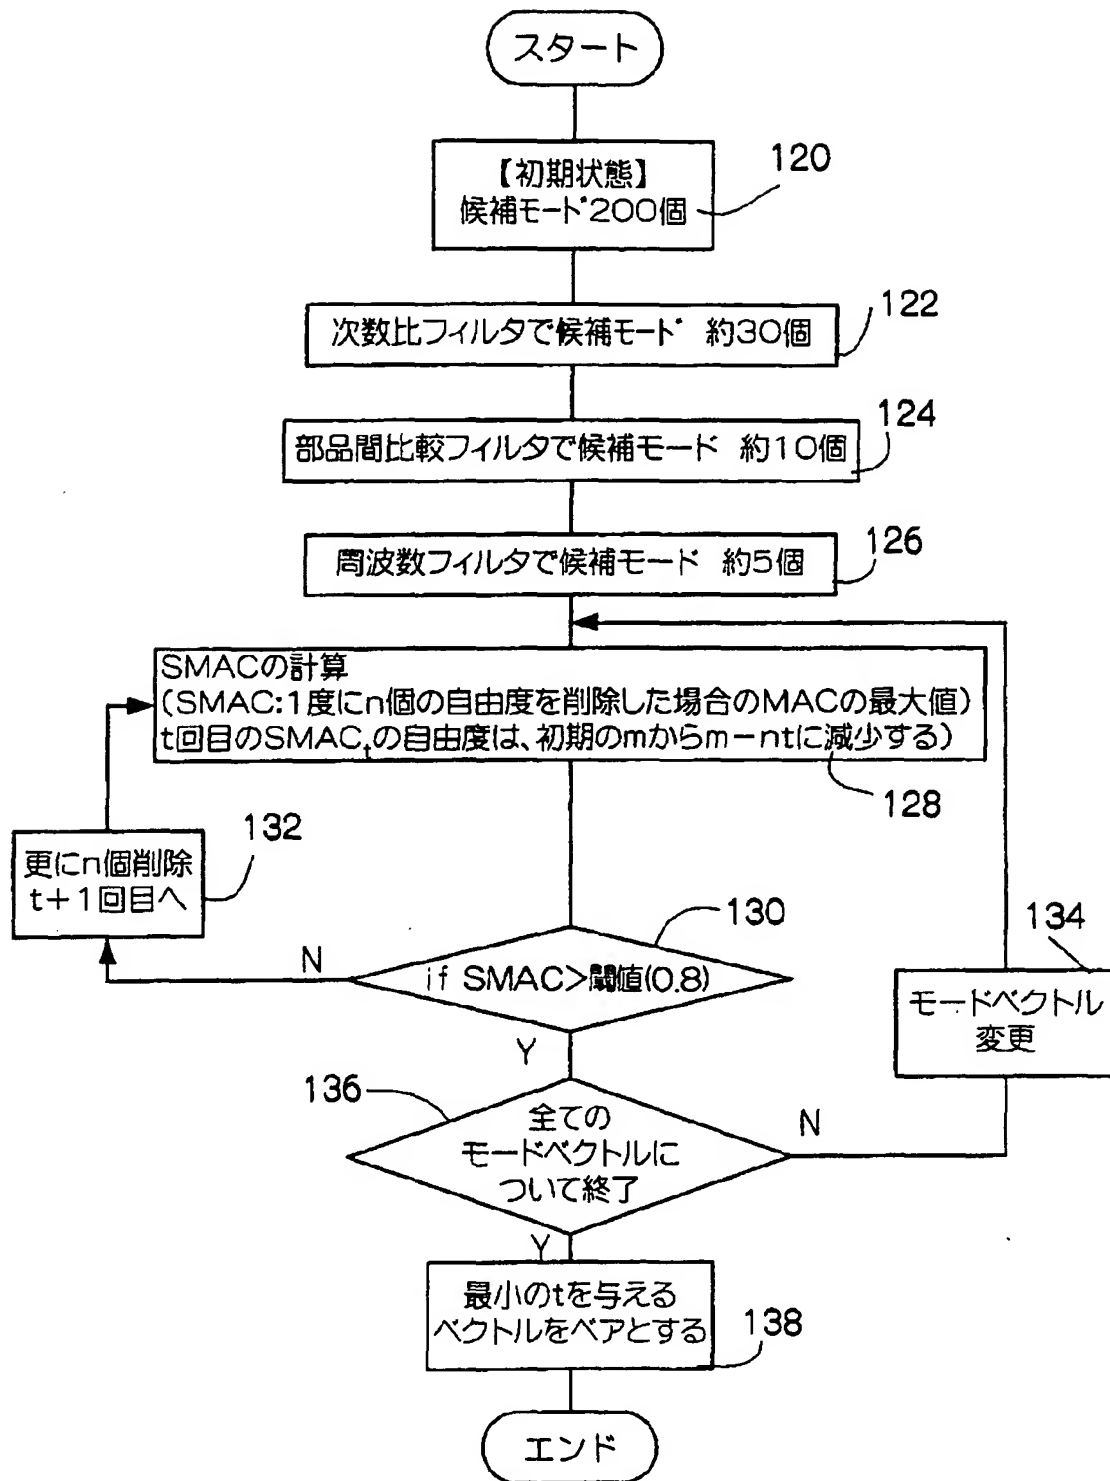 スタート
【初期状態】
候補モード200個
120
次数比フィルタで候補モード 約30個
122
部品間比較フィルタで候補モード 約10個
124
周波数フィルタで候補モード 約5個
126
SMACの計算
(SMAC:1度にn個の自由度を削除した場合のMACの最大値)
t回目のSMACtの自由度は、初期のmからm-ntに減少する)
128
更にn個削除
t+1回目へ
132
if SMAC>閾値(0.8)
130
N
Y
モードベクトル
変更
134
全ての
モードベクトルに
ついて終了
136
N
Y
最小のtを与える
ベクトルをペアとする
138
エンド